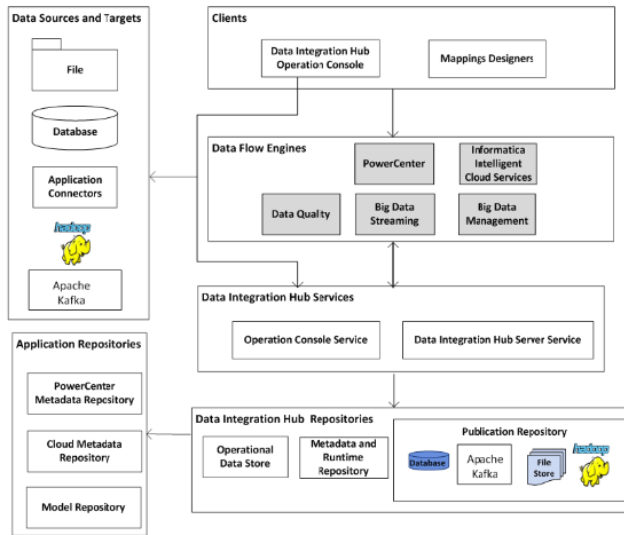 Data Sources and Targets
File
Database
Application
Connectors
hadoop
Apache
Kafka
Clients
Data Integration Hub
Operation Console
Mappings Designers
Data Flow Engines
PowerCenter
Informatica
Intelligent
Cloud Services
Data Quality
Big Data
Streaming
Big Data
Management
Data Integration Hub Services
Operation Console Service
Data Integration Hub Server Service
Application Repositories
PowerCenter
Metadata Repository
Cloud Metadata
Repository
Model Repository
Data Integration Hub Repositories
Operational
Data Store
Metadata and
Runtime
Repository
Publication Repository
Database
Apache
Kafka
File
Store
hadoop